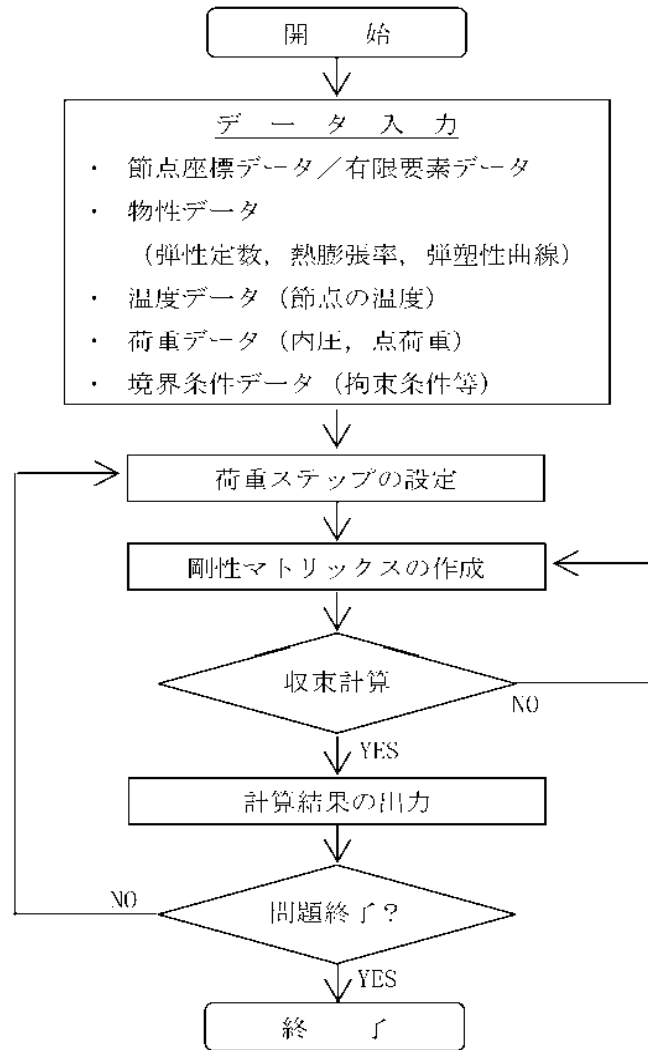 開　始
データ入力
・ 節点座標データ／有限要素データ
・ 物性データ
（弾性定数，熱膨張率，弾塑性曲線）
・ 温度データ（節点の温度）
・ 荷重データ（内圧，点荷重）
・ 境界条件データ（拘束条件等）
荷重ステップの設定
剛性マトリックスの作成
収束計算
NO
YES
計算結果の出力
NO
問題終了？
YES
終　了